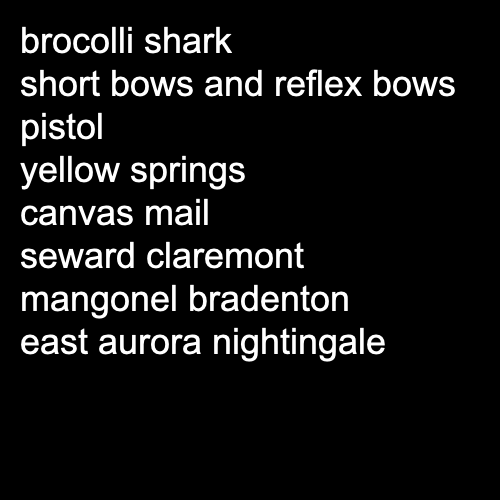 brocolli shark
short bows and reflex bows
pistol
yellow springs
canvas mail
seward claremont
mangonel bradenton
east aurora nightingale